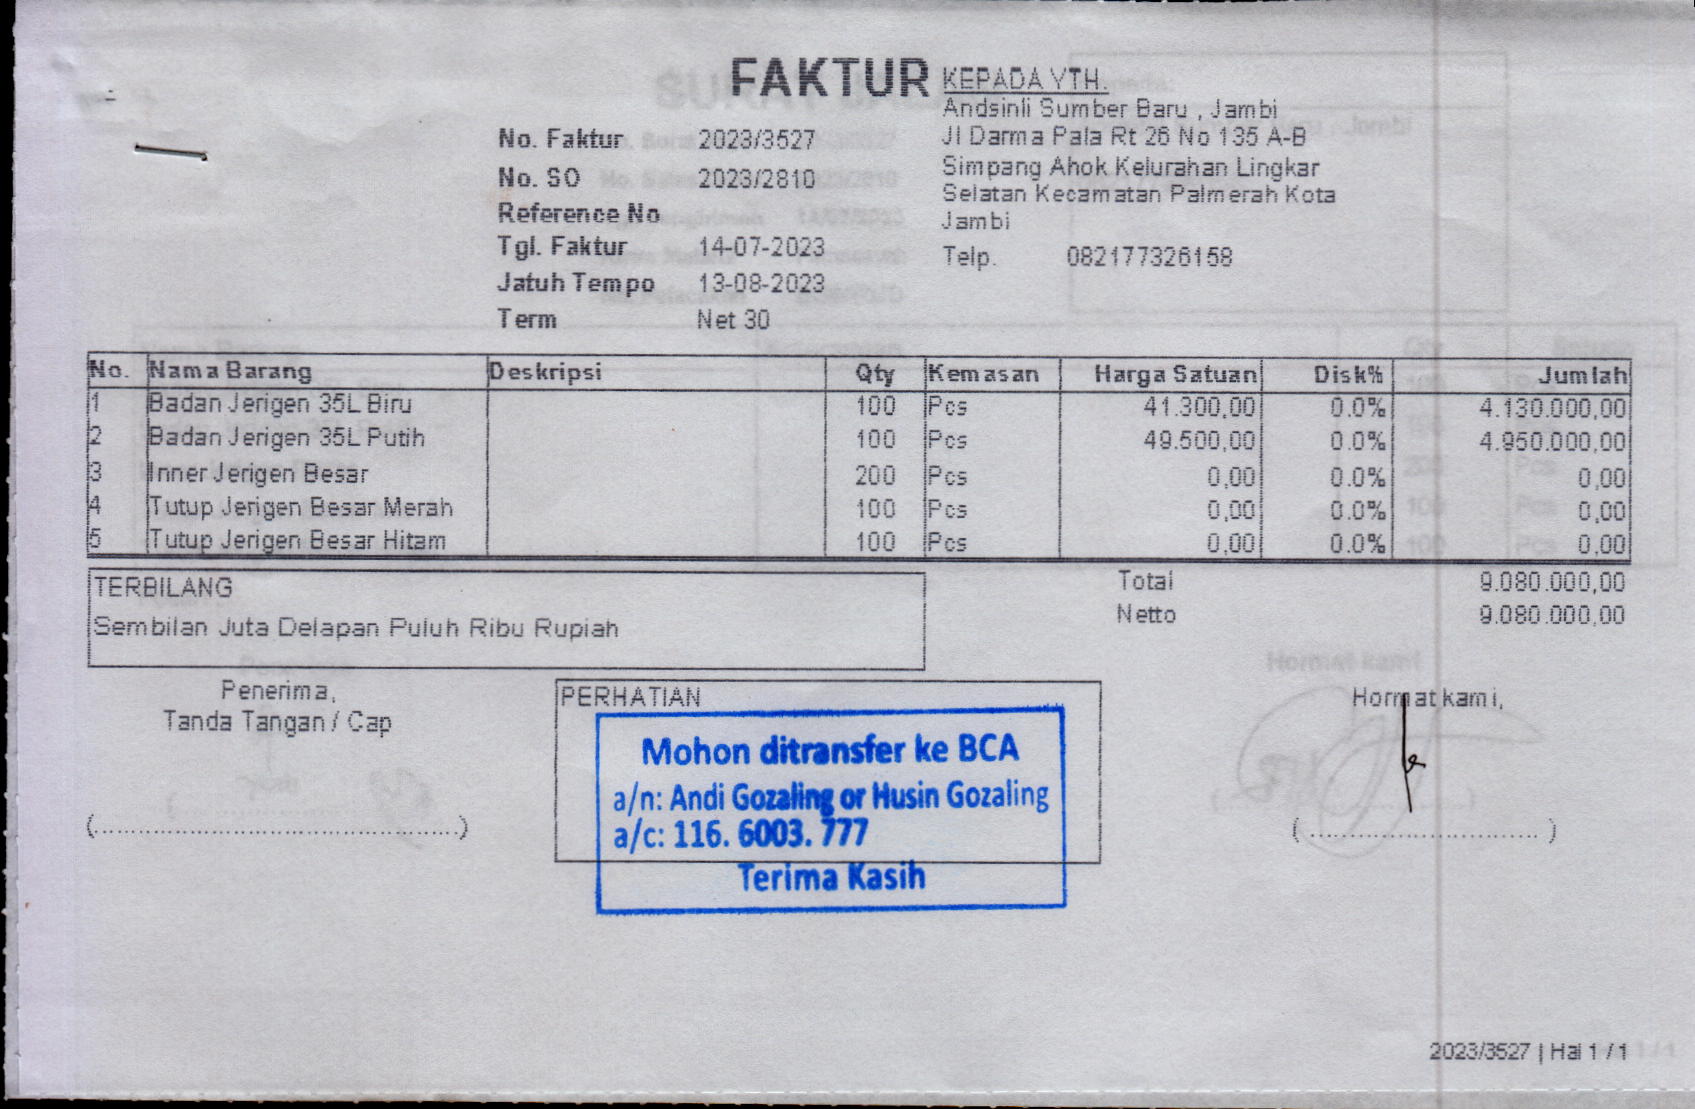 FAKTUR
No. Faktur 2023/3527
No. SO 2023/2810
Reference No
Tgl. Faktur 14-07-2023
Jatuh Tempo 13-08-2023
Term Net 30
KEPADA YTH.
Andsinli Sumber Baru , Jambi
Jl Darma Pala Rt 26 No 135 A-B
Simpang Ahok Kelurahan Lingkar
Selatan Kecamatan Palmerah Kota
Jambi
Telp. 082177326158
No. Nama Barang Deskripsi Qty Kemasan Harga Satuan Disk% Jumlah
1 Badan Jerigen 35L Biru 100 Pcs 41.300,00 0.0% 4.130.000,00
2 Badan Jerigen 35L Putih 100 Pcs 49.500,00 0.0% 4.950.000,00
3 Inner Jerigen Besar 200 Pcs 0,00 0.0% 0,00
4 Tutup Jerigen Besar Merah 100 Pcs 0,00 0.0% 0,00
5 Tutup Jerigen Besar Hitam 100 Pcs 0,00 0.0% 0,00
TERBILANG
Sembilan Juta Delapan Puluh Ribu Rupiah
Total 9.080.000,00
Netto 9.080.000,00
Penerima,
Tanda Tangan / Cap
(..............................................)
PERHATIAN
Mohon ditransfer ke BCA
a/n: Andi Gozaling or Husin Gozaling
a/c: 116. 6003. 777
Terima Kasih
Hormat kami,
( ............................. )
2023/3527 | Hal 1 / 1